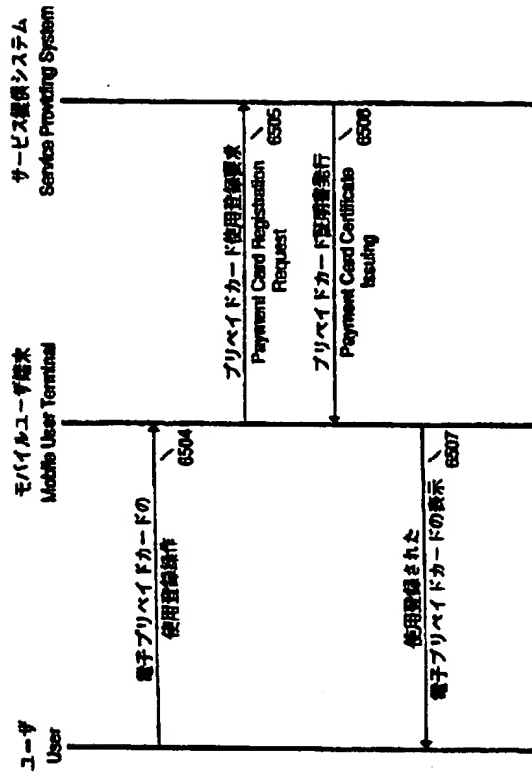 ユーザ
User
モバイルユーザ端末
Mobile User Terminal
サービス提供システム
Service Providing System
電子プリペイドカードの
使用登録操作
6504
プリペイドカード使用登録要求
6505
Payment Card Registration
Request
プリペイドカード証明書発行
6506
Payment Card Certificate
Issuing
使用登録された
電子プリペイドカードの表示
6507